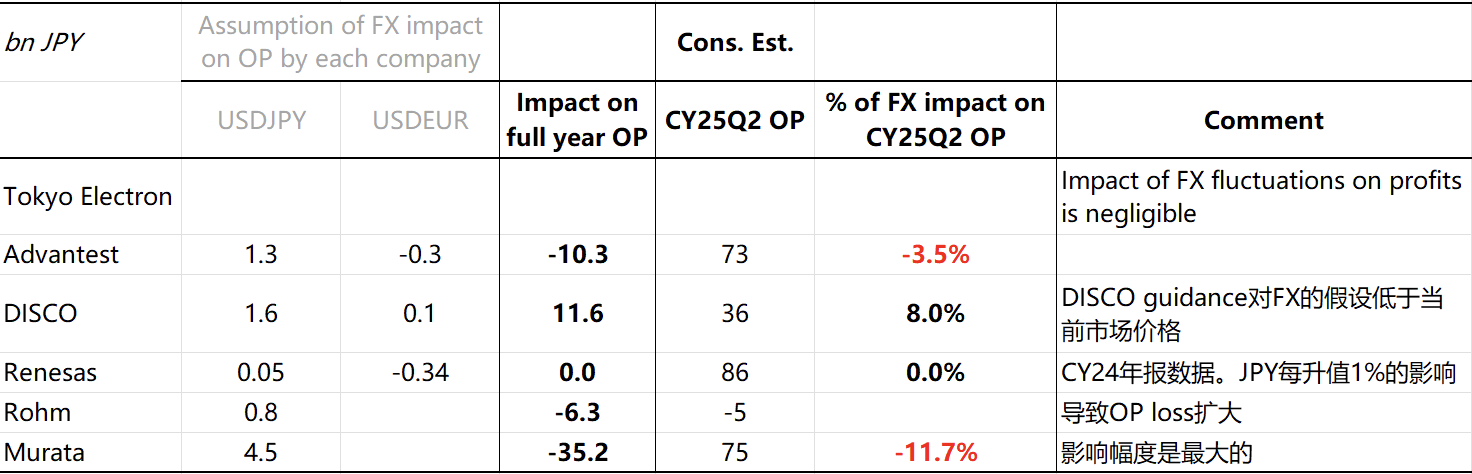 bn JPY
Assumption of FX impact
on OP by each company
Cons. Est.
USDJPY
USDEUR
Impact on
full year OP
CY25Q2 OP
% of FX impact on
CY25Q2 OP
Comment
Tokyo Electron
Impact of FX fluctuations on profits
is negligible
Advantest 1.3 -0.3 -10.3 73 -3.5%
DISCO 1.6 0.1 11.6 36 8.0%
DISCO guidance对FX的假设低于当
前市场价格
Renesas 0.05 -0.34 0.0 86 0.0% CY24年报数据。JPY每升值1%的影响
Rohm 0.8 -6.3 -5 导致OP loss扩大
Murata 4.5 -35.2 75 -11.7% 影响幅度是最大的